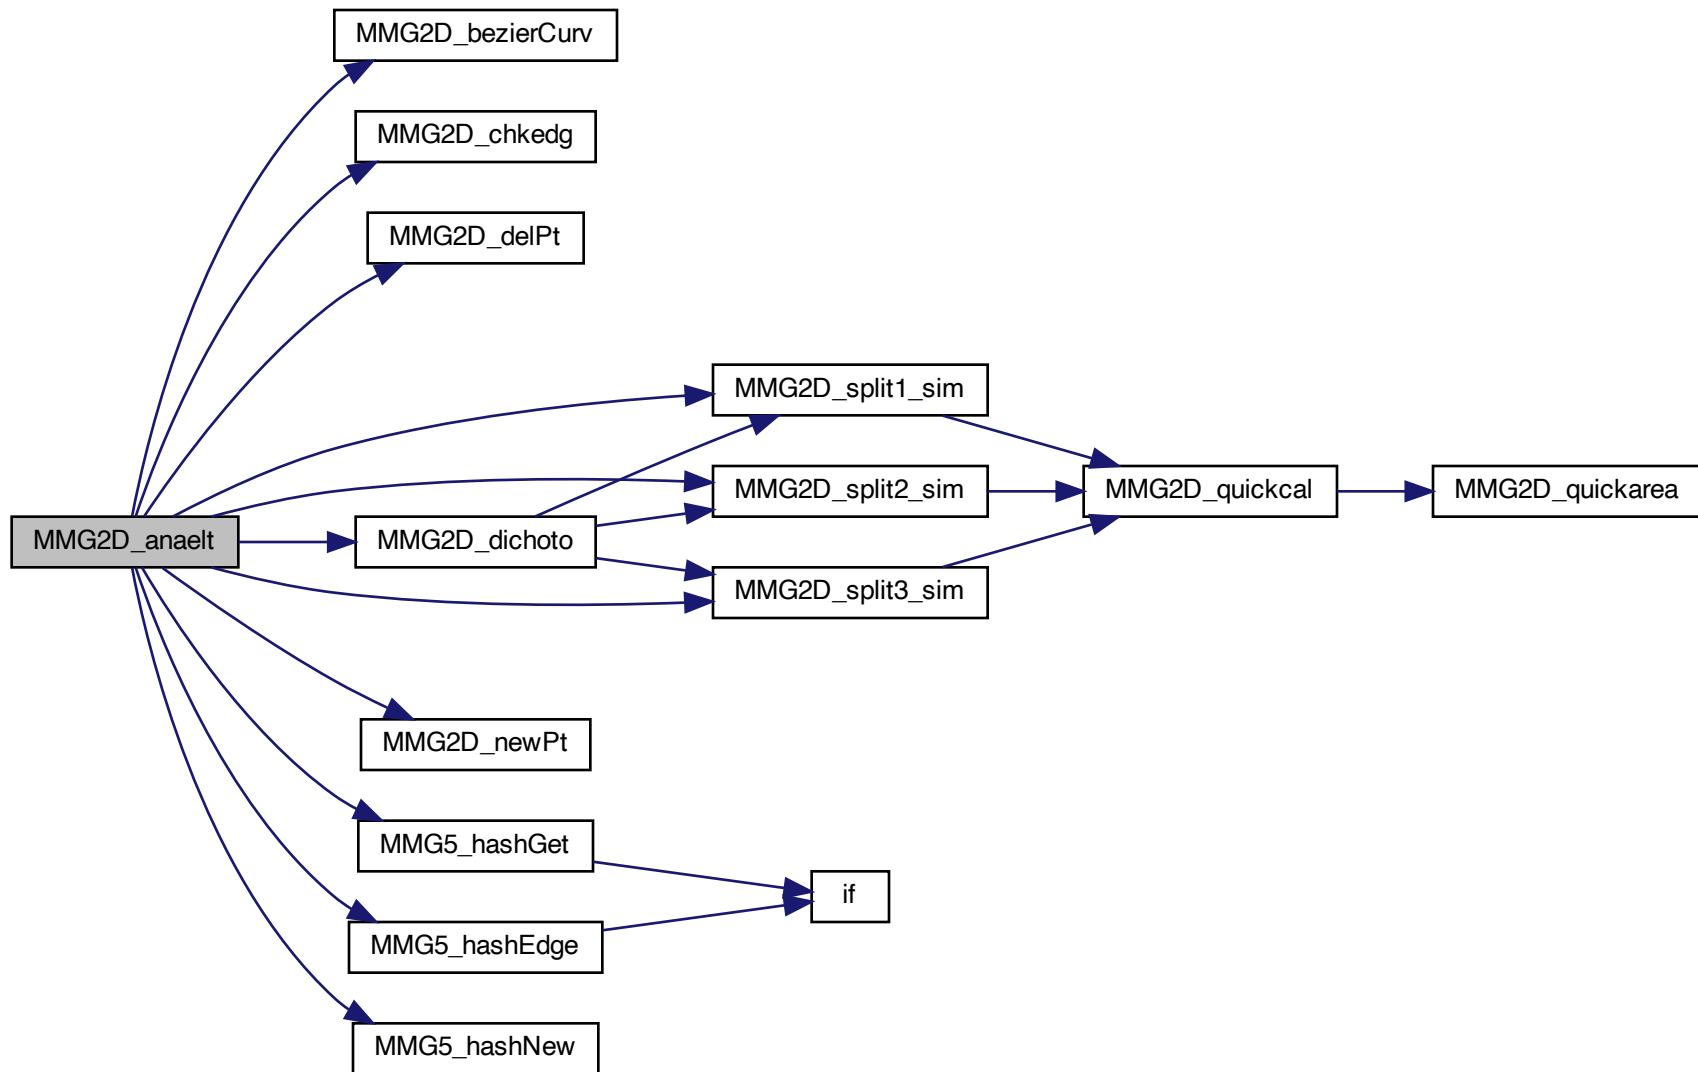 MMG2D_bezierCurv
MMG2D_chkedg
MMG2D_delPt
MMG2D_split1_sim
MMG2D_split2_sim
MMG2D_quickcal
MMG2D_quickarea
MMG2D_anaelt
MMG2D_dichoto
MMG2D_split3_sim
MMG2D_newPt
MMG5_hashGet
if
MMG5_hashEdge
MMG5_hashNew